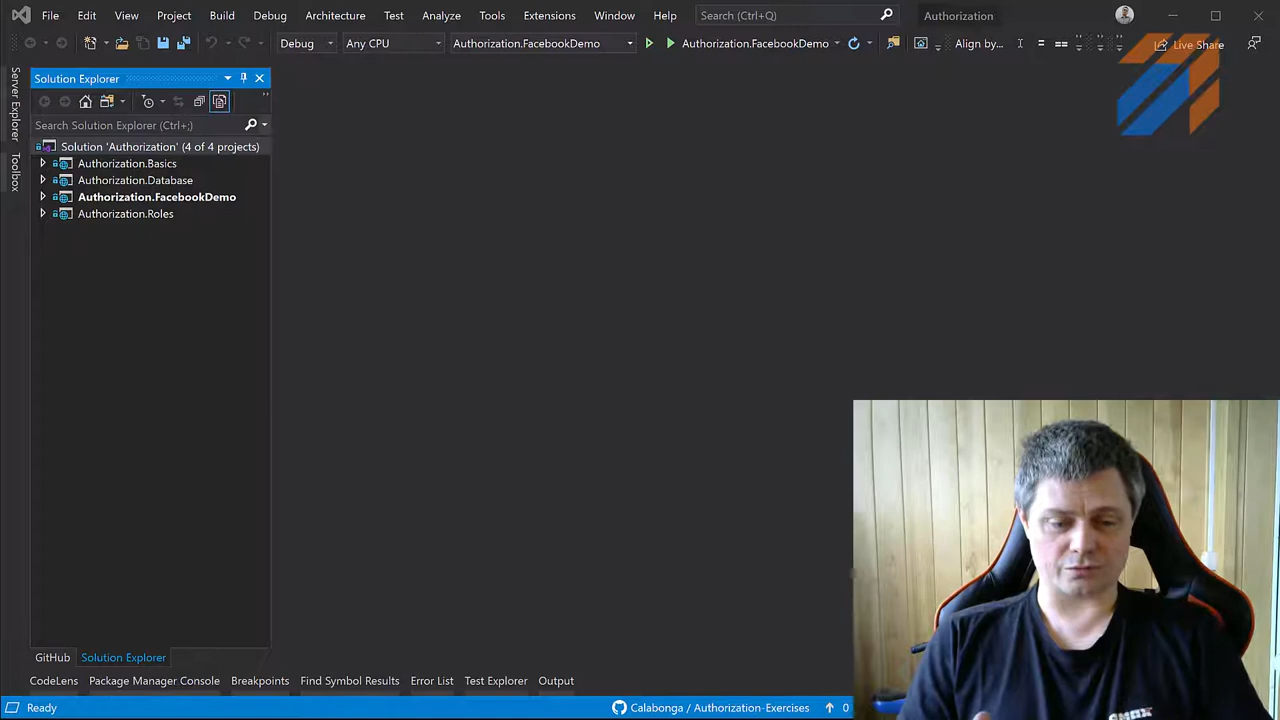 File Edit View Project Build Debug Architecture Test Analyze Tools Extensions Window Help Search (Ctrl+Q) Authorization
Debug Any CPU Authorization.FacebookDemo Authorization.FacebookDemo Align by... Live Share
Server Explorer
Toolbox
Solution Explorer
Search Solution Explorer (Ctrl+;)
Solution 'Authorization' (4 of 4 projects)
Authorization.Basics
Authorization.Database
Authorization.FacebookDemo
Authorization.Roles
GitHub Solution Explorer
CodeLens Package Manager Console Breakpoints Find Symbol Results Error List Test Explorer Output
Ready Calabonga / Authorization-Exercises 0